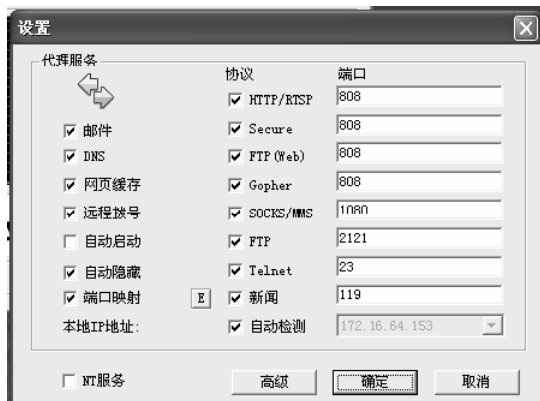 设置
代理服务
协议 端口
HTTP/RTSP 808
邮件 Secure 808
DNS FTP(Web) 808
网页缓存 Gopher 808
远程拨号 SOCKS/MMS 1080
自动启动 FTP 2121
自动隐藏 Telnet 23
端口映射 E 新闻 119
本地IP地址: 自动检测 172.16.64.153
NT服务 高级 确定 取消